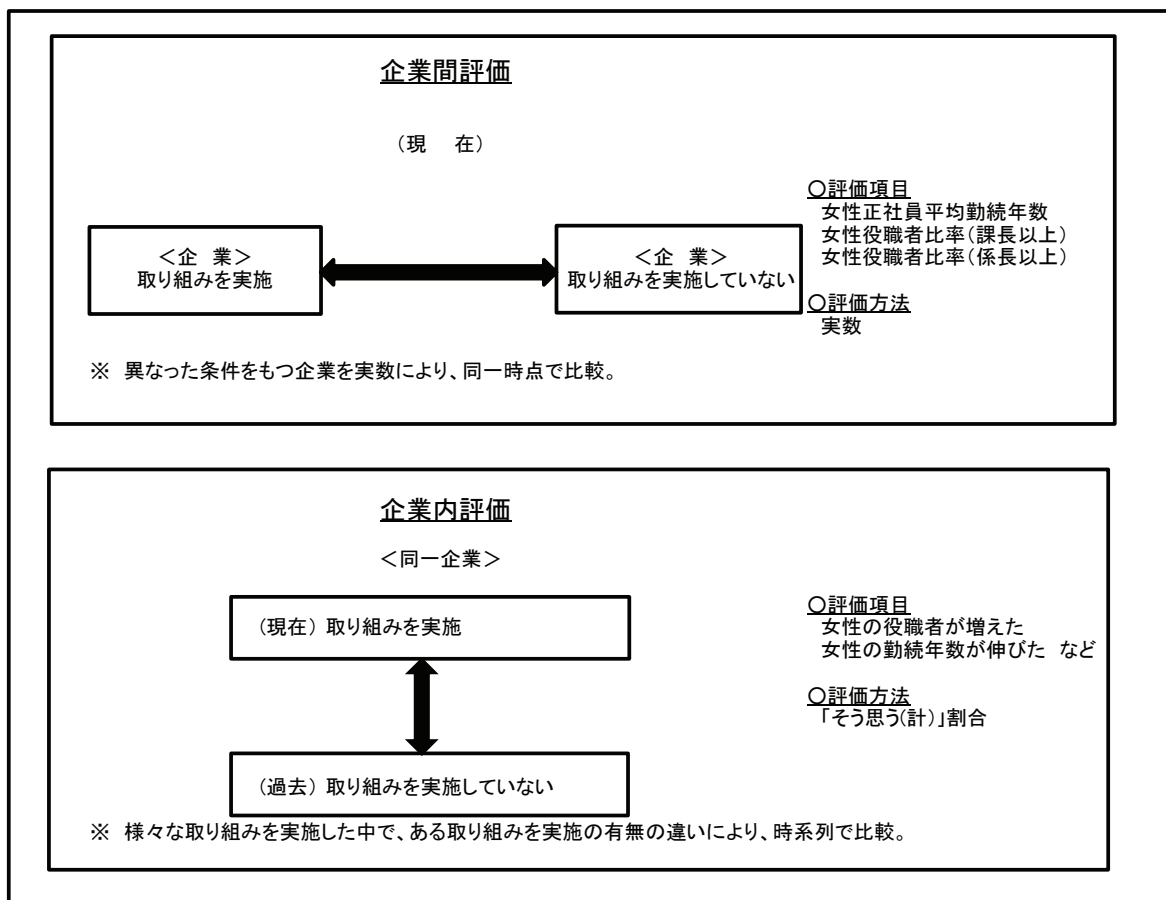 企業間評価
（現　在）
＜企　業＞
取り組みを実施
＜企　業＞
取り組みを実施していない
○評価項目
女性正社員平均勤続年数
女性役職者比率（課長以上）
女性役職者比率（係長以上）
○評価方法
実数
※　異なった条件をもつ企業を実数により、同一時点で比較。
企業内評価
＜同一企業＞
（現在）取り組みを実施
（過去）取り組みを実施していない
○評価項目
女性の役職者が増えた
女性の勤続年数が伸びた　など
○評価方法
「そう思う（計）」割合
※　様々な取り組みを実施した中で、ある取り組みを実施の有無の違いにより、時系列で比較。